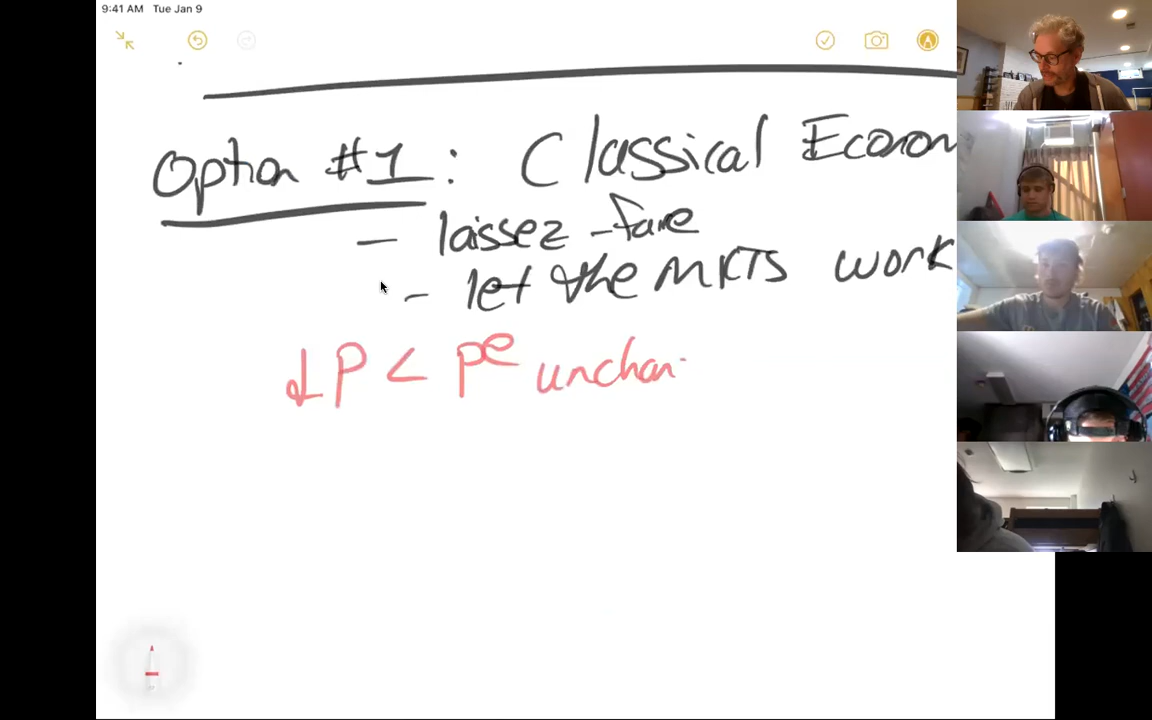 9:41 AM Tue Jan 9
Option #1: Classical Econom
- laissez-faire
- let the MKTS work
↓P < Pe unchan